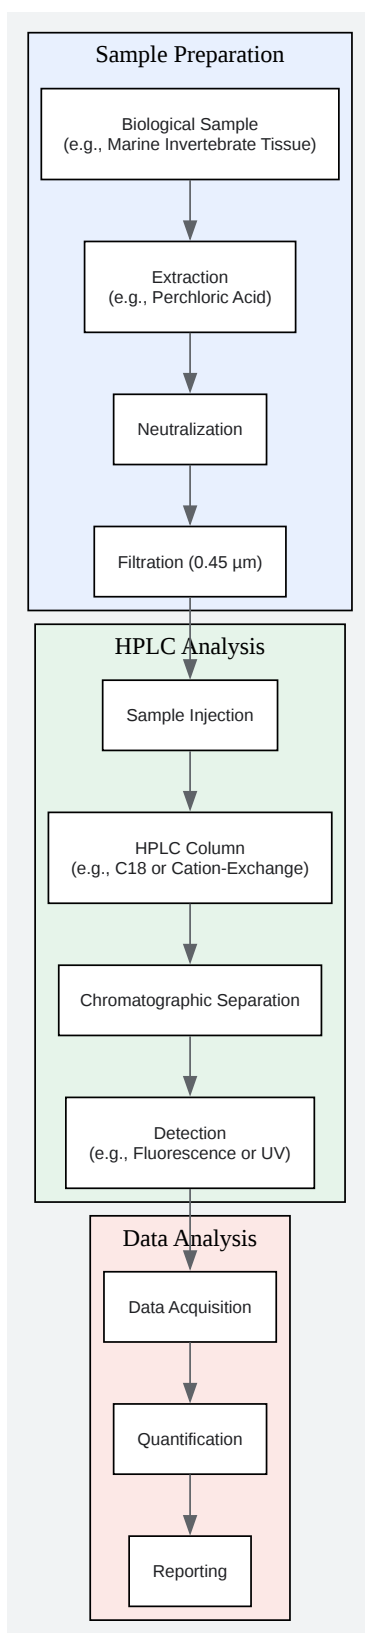 Sample Preparation
Biological Sample
(e.g., Marine Invertebrate Tissue)
Extraction
(e.g., Perchloric Acid)
Neutralization
Filtration (0.45 µm)
HPLC Analysis
Sample Injection
HPLC Column
(e.g., C18 or Cation-Exchange)
Chromatographic Separation
Detection
(e.g., Fluorescence or UV)
Data Analysis
Data Acquisition
Quantification
Reporting